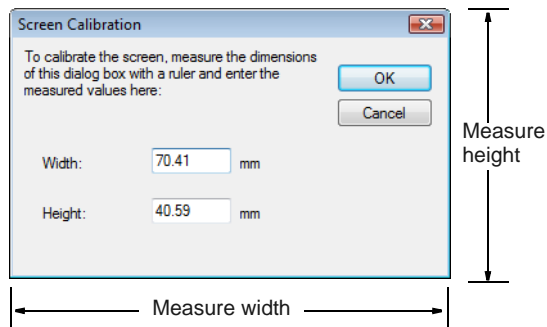 Screen Calibration
To calibrate the screen, measure the dimensions
of this dialog box with a ruler and enter the
measured values here:
OK
Cancel
Width: 70.41 mm
Height: 40.59 mm
Measure
height
Measure width